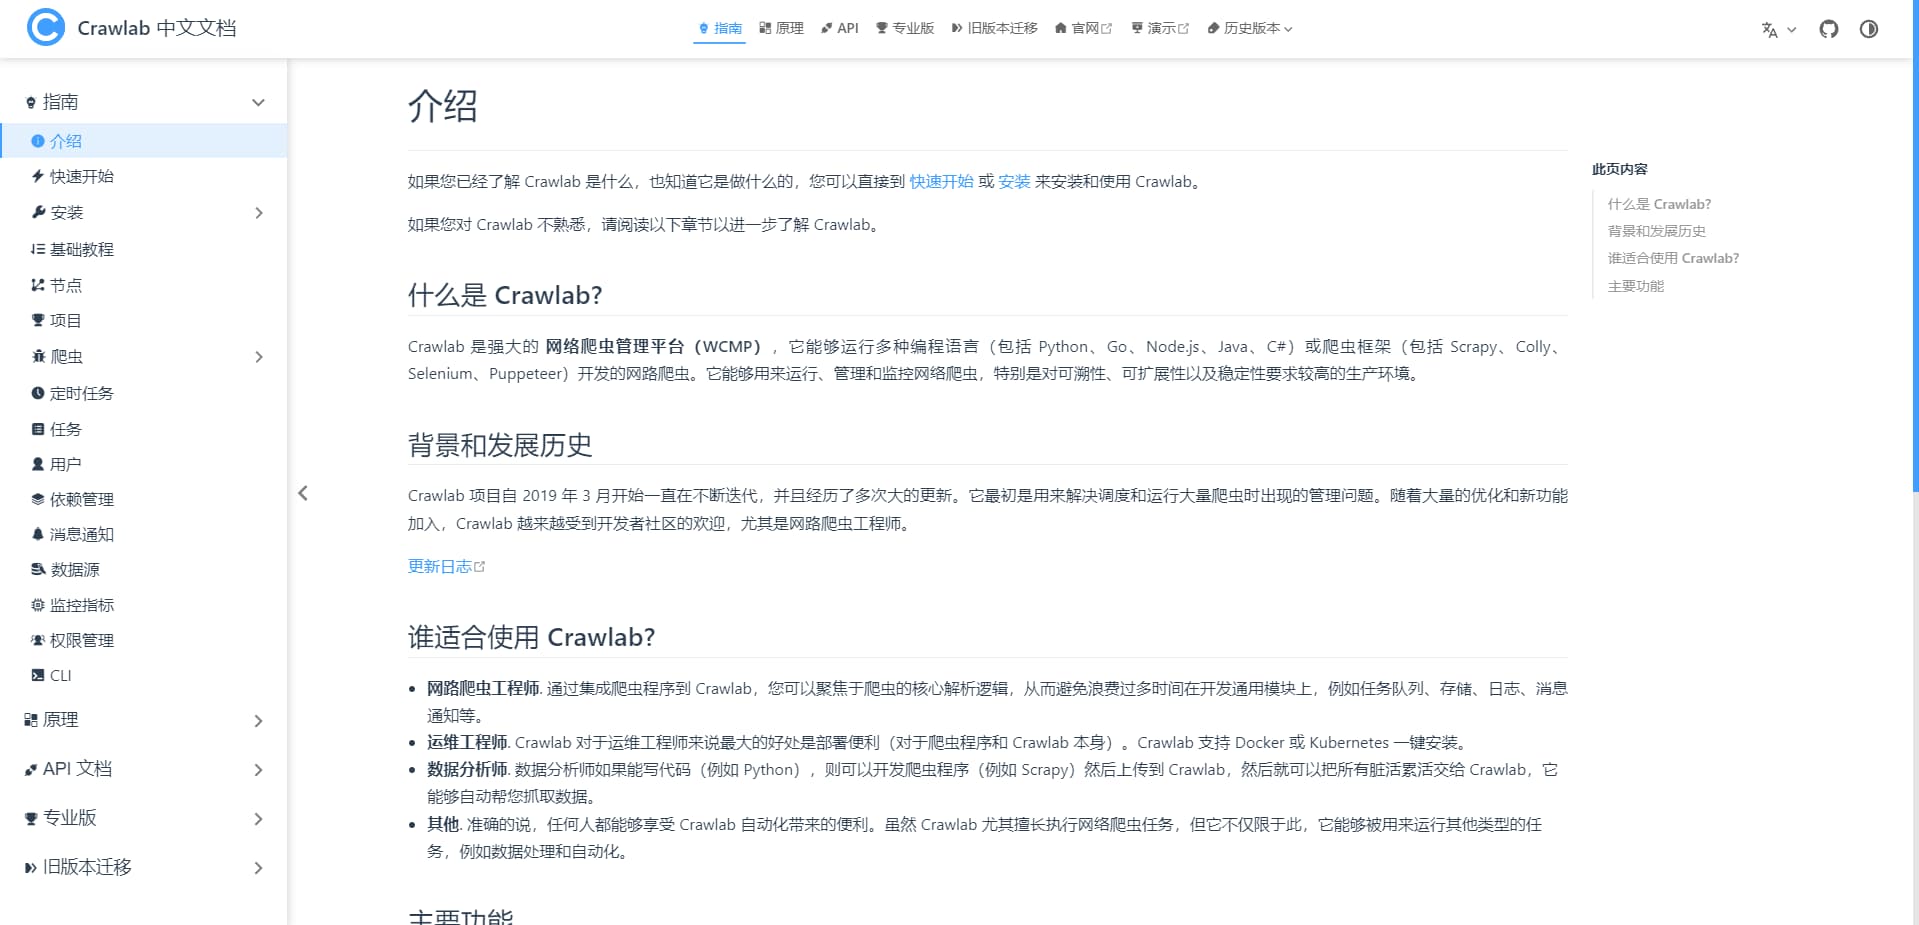 Crawlab 中文文档
指南
原理
API
专业版
旧版本迁移
官网
演示
历史版本
指南
介绍
快速开始
安装
基础教程
节点
项目
爬虫
定时任务
任务
用户
依赖管理
消息通知
数据源
监控指标
权限管理
CLI
原理
API 文档
专业版
旧版本迁移
介绍
如果您已经了解 Crawlab 是什么，也知道它是做什么的，您可以直接到 快速开始 或 安装 来安装和使用 Crawlab。
如果您对 Crawlab 不熟悉，请阅读以下章节以进一步了解 Crawlab。
什么是 Crawlab?
Crawlab 是强大的 网络爬虫管理平台（WCMP），它能够运行多种编程语言（包括 Python、Go、Node.js、Java、C#）或爬虫框架（包括 Scrapy、Colly、
Selenium、Puppeteer）开发的网路爬虫。它能够用来运行、管理和监控网络爬虫，特别是对可溯性、可扩展性以及稳定性要求较高的生产环境。
背景和发展历史
Crawlab 项目自 2019 年 3 月开始一直在不断迭代，并且经历了多次大的更新。它最初是用来解决调度和运行大量爬虫时出现的管理问题。随着大量的优化和新功能
加入，Crawlab 越来越受到开发者社区的欢迎，尤其是网路爬虫工程师。
更新日志
谁适合使用 Crawlab?
网路爬虫工程师. 通过集成爬虫程序到 Crawlab，您可以聚焦于爬虫的核心解析逻辑，从而避免浪费过多时间在开发通用模块上，例如任务队列、存储、日志、消息
通知等。
运维工程师. Crawlab 对于运维工程师来说最大的好处是部署便利（对于爬虫程序和 Crawlab 本身）。Crawlab 支持 Docker 或 Kubernetes 一键安装。
数据分析师. 数据分析师如果能写代码（例如 Python），则可以开发爬虫程序（例如 Scrapy）然后上传到 Crawlab，然后就可以把所有脏活累活交给 Crawlab，它
能够自动帮您抓取数据。
其他. 准确的说，任何人都能够享受 Crawlab 自动化带来的便利。虽然 Crawlab 尤其擅长执行网络爬虫任务，但它不仅限于此，它能够被用来运行其他类型的任
务，例如数据处理和自动化。
主要功能
此页内容
什么是 Crawlab?
背景和发展历史
谁适合使用 Crawlab?
主要功能